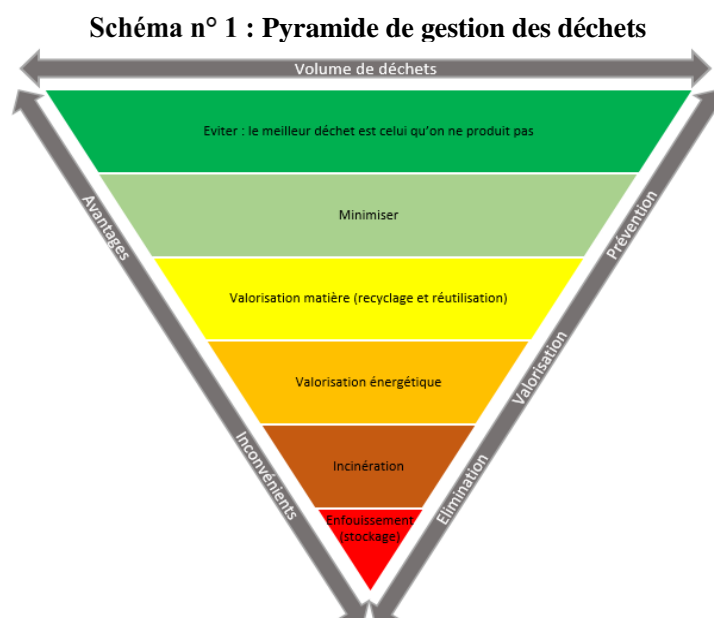 Schéma n° 1 : Pyramide de gestion des déchets
Volume de déchets
Eviter : le meilleur déchet est celui qu'on ne produit pas
Avantages
Minimiser
Prévention
Valorisation matière (recyclage et réutilisation)
Valorisation énergétique
Valorisation
Inconvénients
Incinération
Elimination
Enfouissement
(stockage)